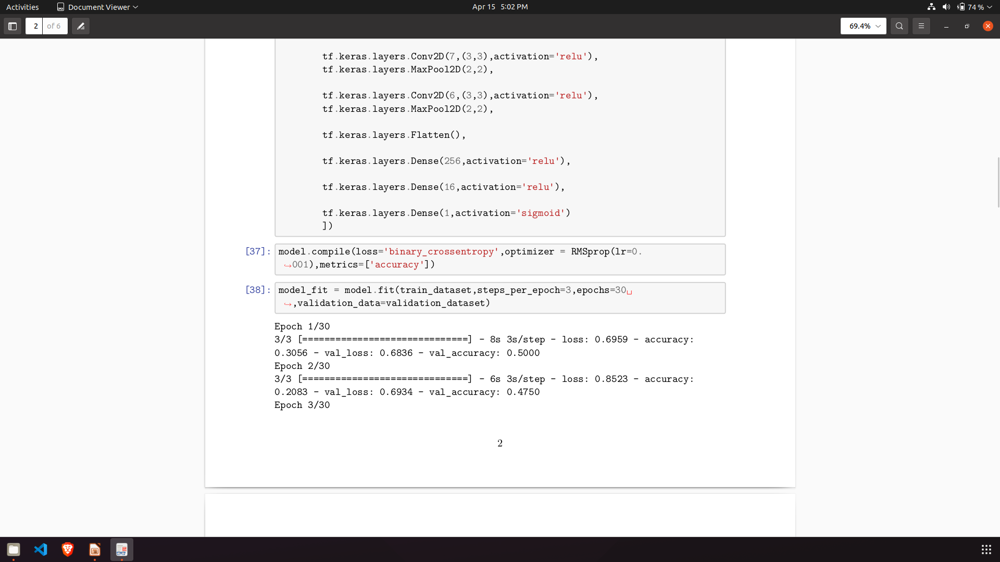 Activities Document Viewer Apr 15 5:02 PM 74 %
2 of 6 69.4%
tf.keras.layers.Conv2D(7,(3,3),activation='relu'),
tf.keras.layers.MaxPool2D(2,2),
tf.keras.layers.Conv2D(6,(3,3),activation='relu'),
tf.keras.layers.MaxPool2D(2,2),
tf.keras.layers.Flatten(),
tf.keras.layers.Dense(256,activation='relu'),
tf.keras.layers.Dense(16,activation='relu'),
tf.keras.layers.Dense(1,activation='sigmoid')
])
[37]: model.compile(loss='binary_crossentropy',optimizer = RMSprop(lr=0.
↪001),metrics=['accuracy'])
[38]: model_fit = model.fit(train_dataset,steps_per_epoch=3,epochs=30␣
↪,validation_data=validation_dataset)
Epoch 1/30
3/3 [==============================] - 8s 3s/step - loss: 0.6959 - accuracy:
0.3056 - val_loss: 0.6836 - val_accuracy: 0.5000
Epoch 2/30
3/3 [==============================] - 6s 3s/step - loss: 0.8523 - accuracy:
0.2083 - val_loss: 0.6934 - val_accuracy: 0.4750
Epoch 3/30
2